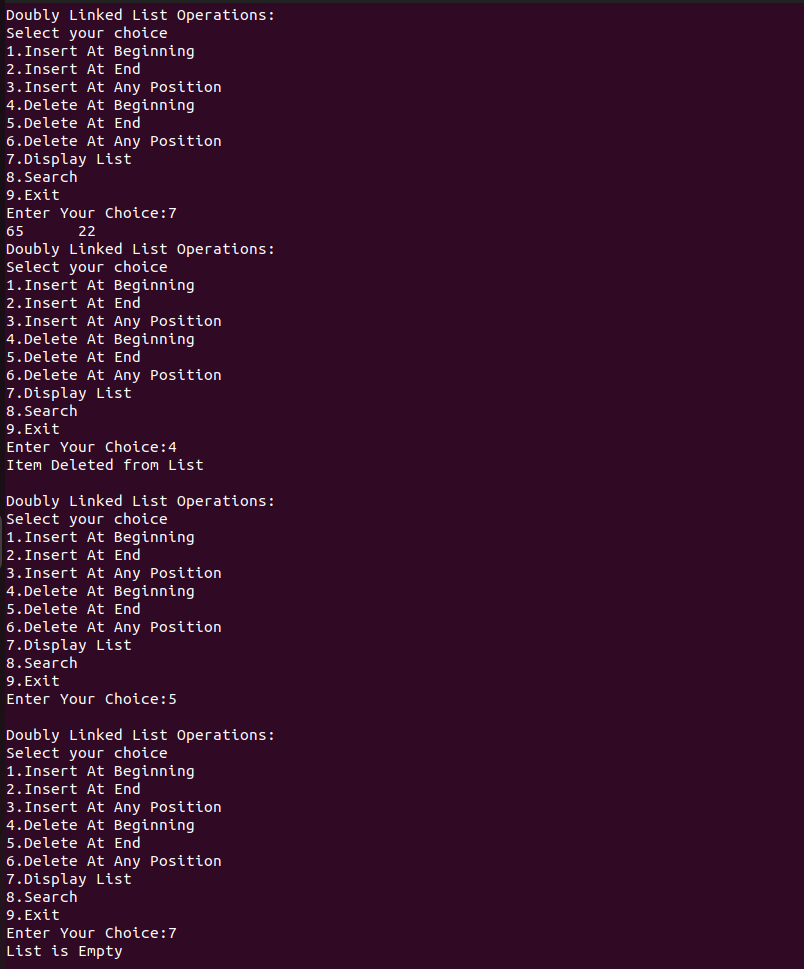 Doubly Linked List Operations:
Select your choice
1.Insert At Beginning
2.Insert At End
3.Insert At Any Position
4.Delete At Beginning
5.Delete At End
6.Delete At Any Position
7.Display List
8.Search
9.Exit
Enter Your Choice:7
65      22
Doubly Linked List Operations:
Select your choice
1.Insert At Beginning
2.Insert At End
3.Insert At Any Position
4.Delete At Beginning
5.Delete At End
6.Delete At Any Position
7.Display List
8.Search
9.Exit
Enter Your Choice:4
Item Deleted from List

Doubly Linked List Operations:
Select your choice
1.Insert At Beginning
2.Insert At End
3.Insert At Any Position
4.Delete At Beginning
5.Delete At End
6.Delete At Any Position
7.Display List
8.Search
9.Exit
Enter Your Choice:5

Doubly Linked List Operations:
Select your choice
1.Insert At Beginning
2.Insert At End
3.Insert At Any Position
4.Delete At Beginning
5.Delete At End
6.Delete At Any Position
7.Display List
8.Search
9.Exit
Enter Your Choice:7
List is Empty